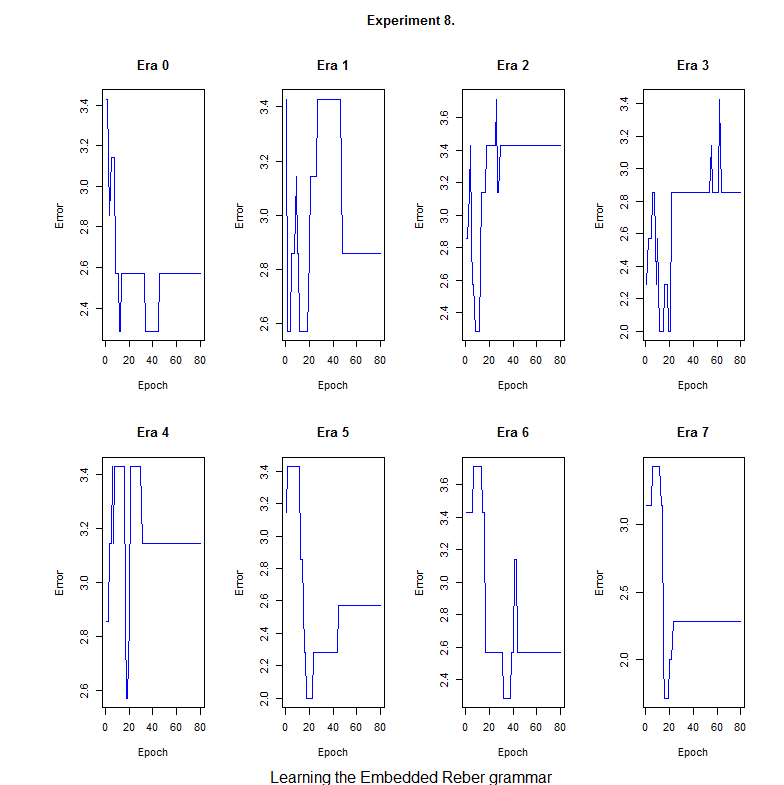 Experiment 8.
Era 0
Era 1
Era 2
Era 3
Error
2.4 2.6 2.8 3.0 3.2 3.4
0 20 40 60 80
Epoch
Error
2.6 2.8 3.0 3.2 3.4
0 20 40 60 80
Epoch
Error
2.4 2.6 2.8 3.0 3.2 3.4 3.6
0 20 40 60 80
Epoch
Error
2.0 2.2 2.4 2.6 2.8 3.0 3.2 3.4
0 20 40 60 80
Epoch
Era 4
Era 5
Era 6
Era 7
Error
2.6 2.8 3.0 3.2 3.4
0 20 40 60 80
Epoch
Error
2.0 2.2 2.4 2.6 2.8 3.0 3.2 3.4
0 20 40 60 80
Epoch
Error
2.4 2.6 2.8 3.0 3.2 3.4 3.6
0 20 40 60 80
Epoch
Error
2.0 2.5 3.0
0 20 40 60 80
Epoch
Learning the Embedded Reber grammar